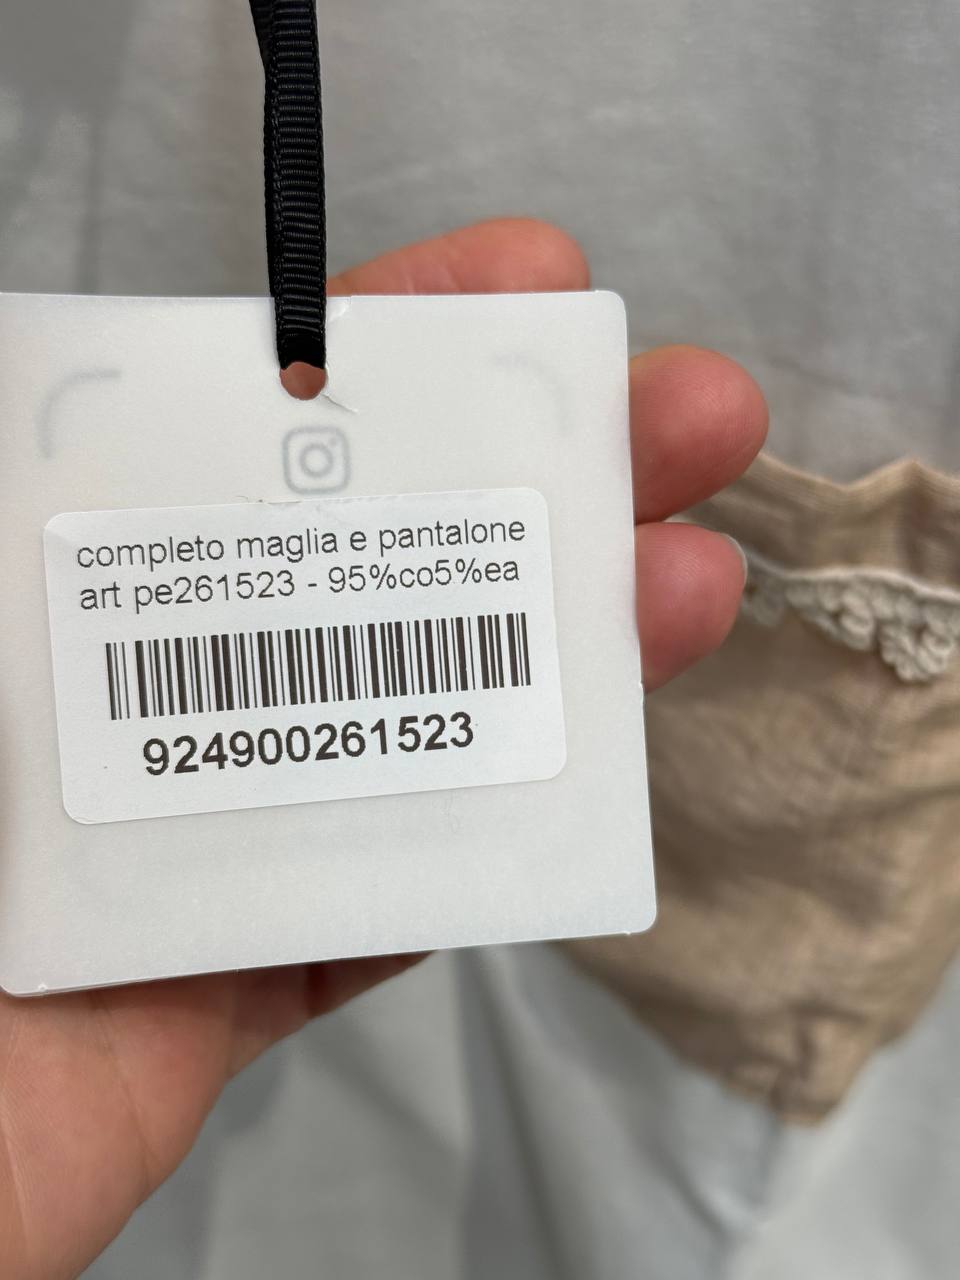 completo maglia e pantalone
art pe261523 - 95%co5%ea
924900261523